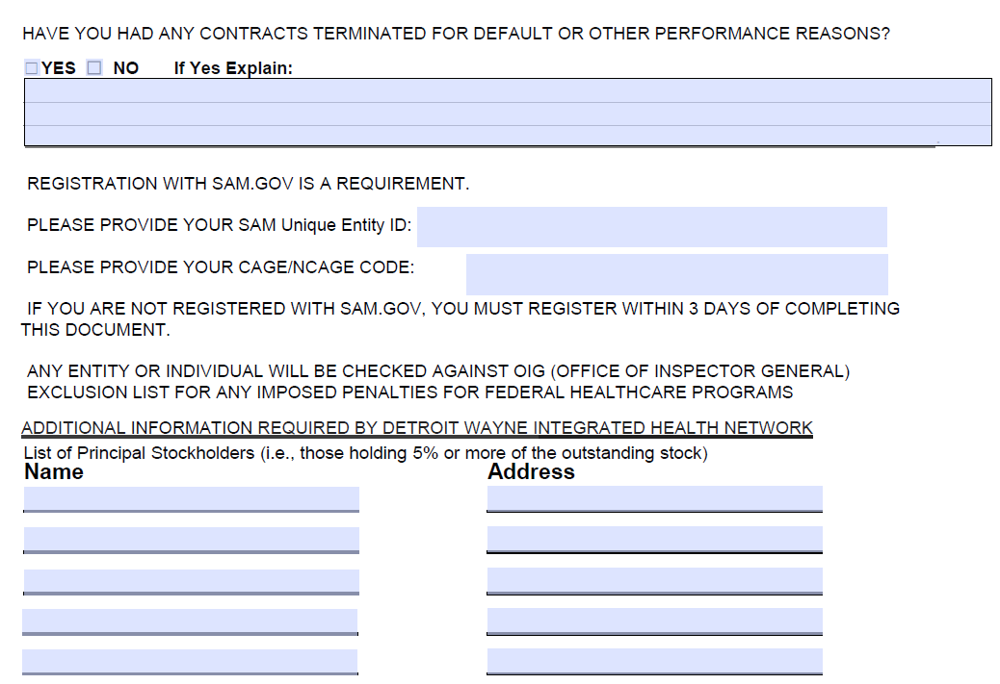 HAVE YOU HAD ANY CONTRACTS TERMINATED FOR DEFAULT OR OTHER PERFORMANCE REASONS?
YES NO If Yes Explain:
REGISTRATION WITH SAM.GOV IS A REQUIREMENT.
PLEASE PROVIDE YOUR SAM Unique Entity ID:
PLEASE PROVIDE YOUR CAGE/NCAGE CODE:
IF YOU ARE NOT REGISTERED WITH SAM.GOV, YOU MUST REGISTER WITHIN 3 DAYS OF COMPLETING
THIS DOCUMENT.
ANY ENTITY OR INDIVIDUAL WILL BE CHECKED AGAINST OIG (OFFICE OF INSPECTOR GENERAL)
EXCLUSION LIST FOR ANY IMPOSED PENALTIES FOR FEDERAL HEALTHCARE PROGRAMS
ADDITIONAL INFORMATION REQUIRED BY DETROIT WAYNE INTEGRATED HEALTH NETWORK
List of Principal Stockholders (i.e., those holding 5% or more of the outstanding stock)
Name Address